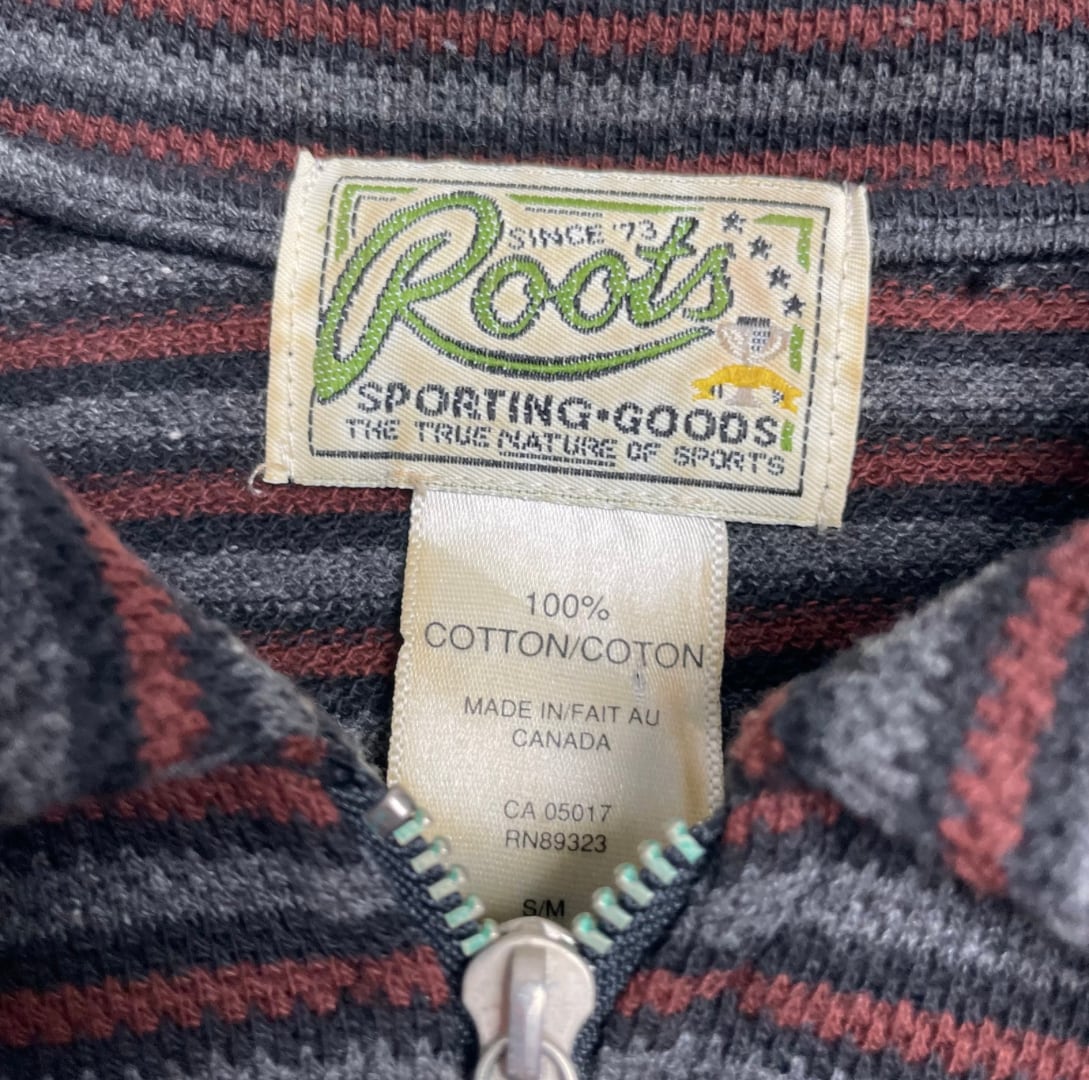 SINCE '73
Roots
SPORTING•GOODS
THE TRUE NATURE OF SPORTS
100%
COTTON/COTON
MADE IN/FAIT AU
CANADA
CA 05017
RN89323
S/M